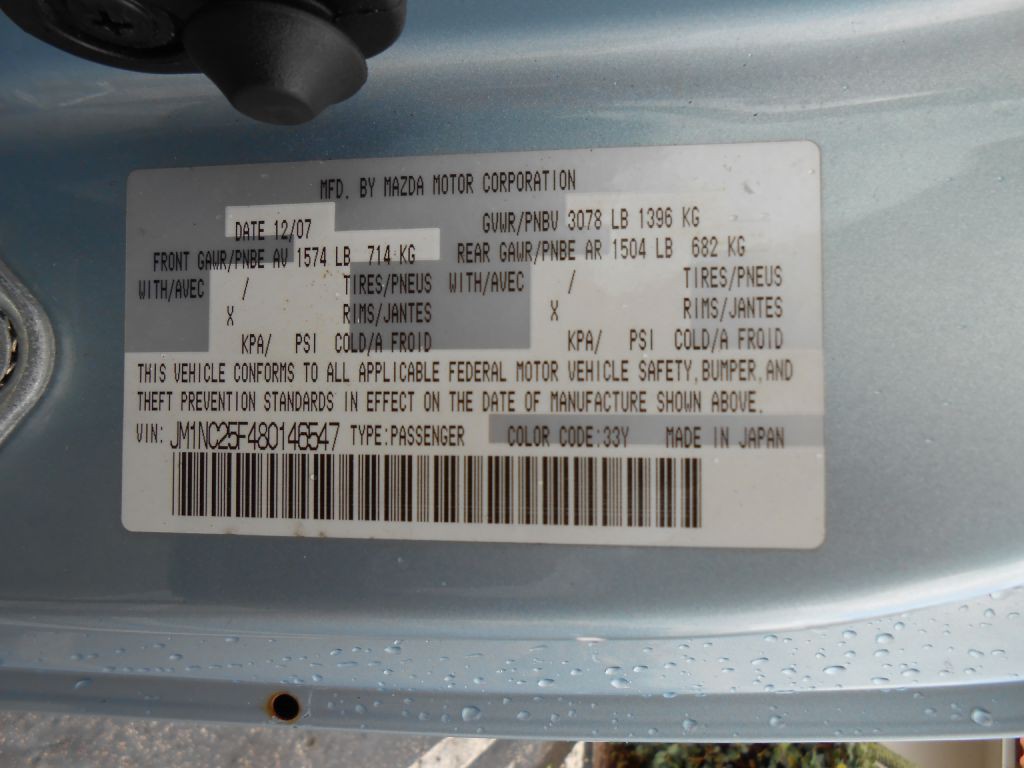 MFD. BY MAZDA MOTOR CORPORATION
DATE 12/07 GVWR/PNBV 3078 LB 1396 KG
FRONT GAWR/PNBE AV 1574 LB 714 KG REAR GAWR/PNBE AR 1504 LB 682 KG
WITH/AVEC / TIRES/PNEUS WITH/AVEC / TIRES/PNEUS
X RIMS/JANTES X RIMS/JANTES
KPA/ PSI COLD/A FROID KPA/ PSI COLD/A FROID
THIS VEHICLE CONFORMS TO ALL APPLICABLE FEDERAL MOTOR VEHICLE SAFETY, BUMPER, AND
THEFT PREVENTION STANDARDS IN EFFECT ON THE DATE OF MANUFACTURE SHOWN ABOVE.
VIN: JM1NC25F480146547 TYPE:PASSENGER COLOR CODE:33Y MADE IN JAPAN